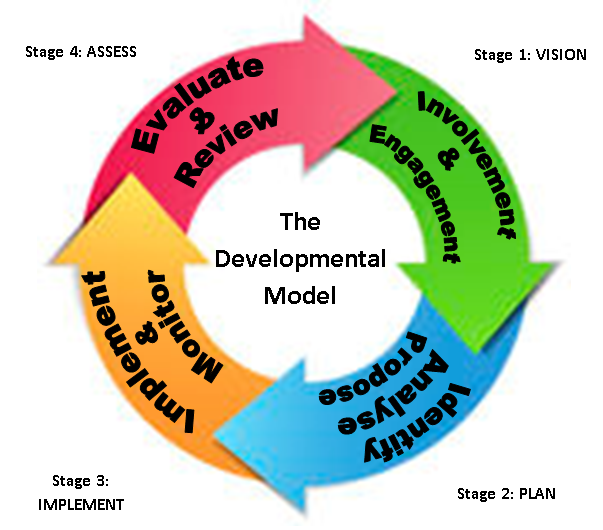 Stage 4: ASSESS
Stage 1: VISION
Evaluate
&
Review
Involvement
&
Engagement
The
Developmental
Model
Implement
&
Monitor
Identify
Analyse
Propose
Stage 3:
IMPLEMENT
Stage 2: PLAN